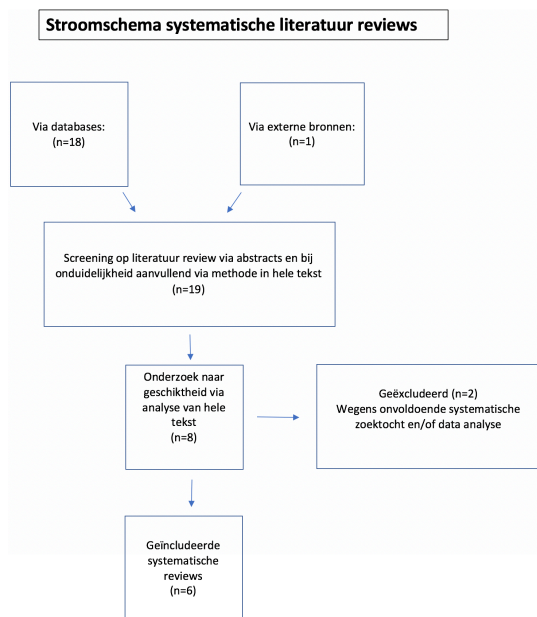 Stroomschema systematische literatuur reviews
Via databases:
(n=18)
Via externe bronnen:
(n=1)
Screening op literatuur review via abstracts en bij
onduidelijkheid aanvullend via methode in hele tekst
(n=19)
Onderzoek naar
geschiktheid via
analyse van hele
tekst
(n=8)
Geëxcludeerd (n=2)
Wegens onvoldoende systematische
zoektocht en/of data analyse
Geïncludeerde
systematische
reviews
(n=6)